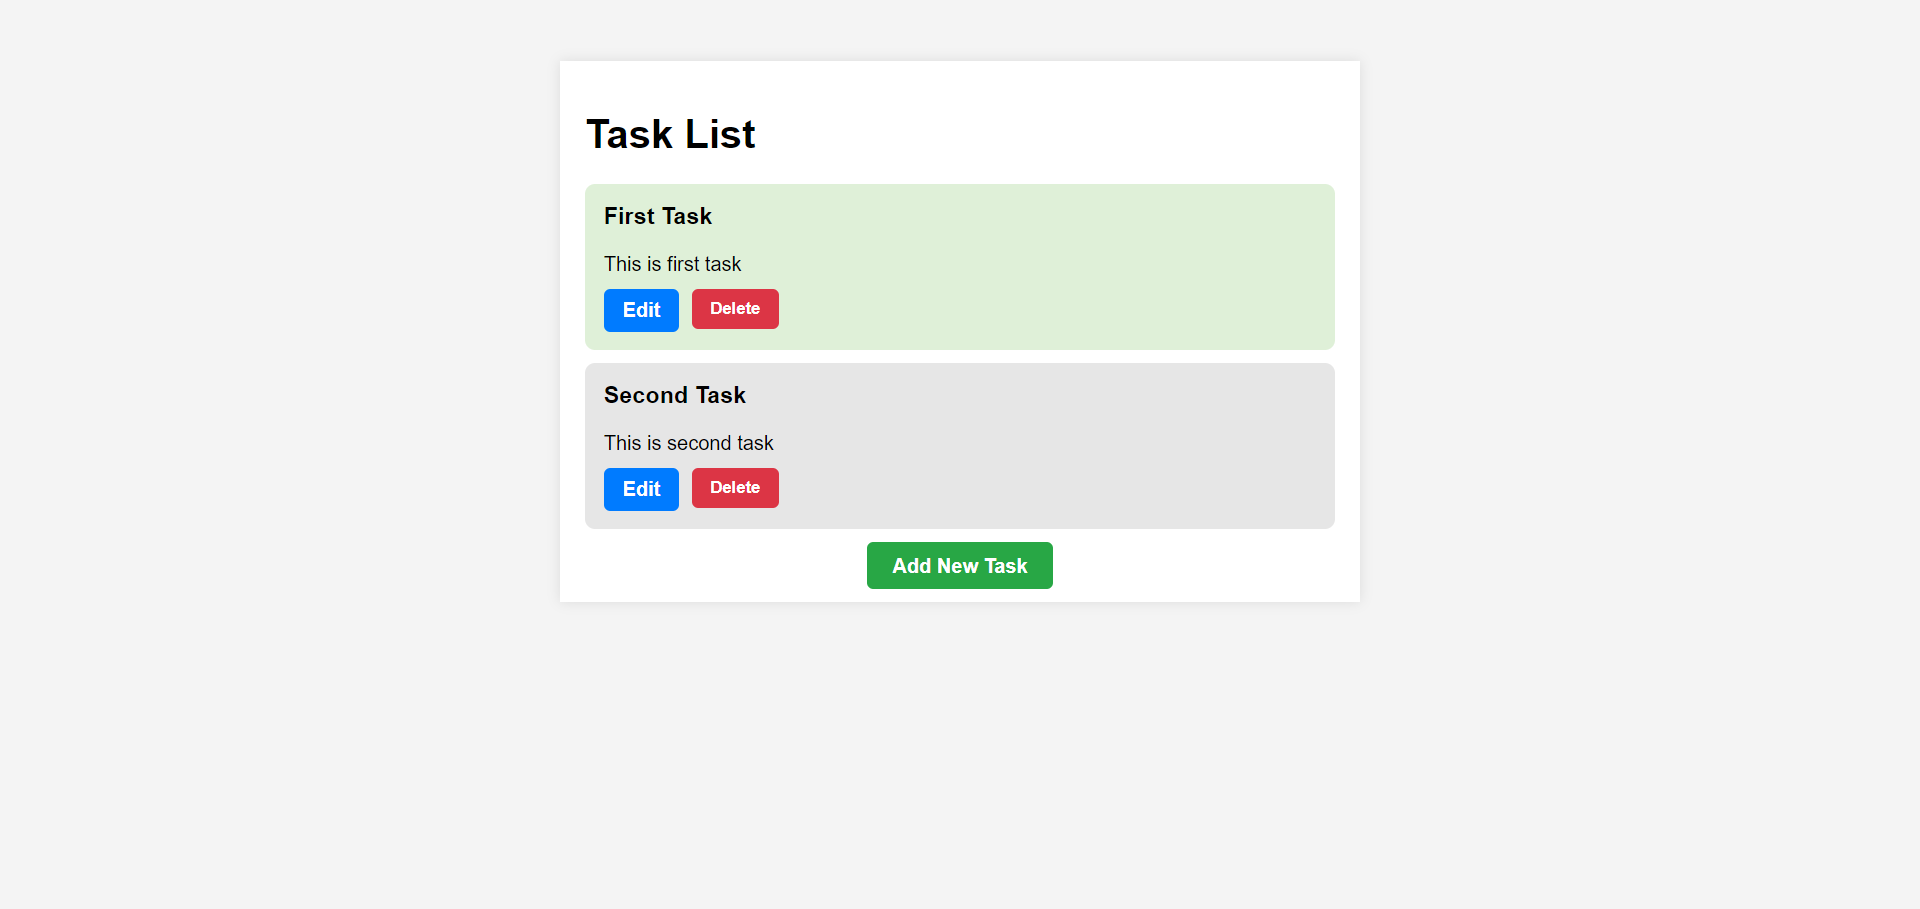 Task List
First Task
This is first task
Edit Delete
Second Task
This is second task
Edit Delete
Add New Task